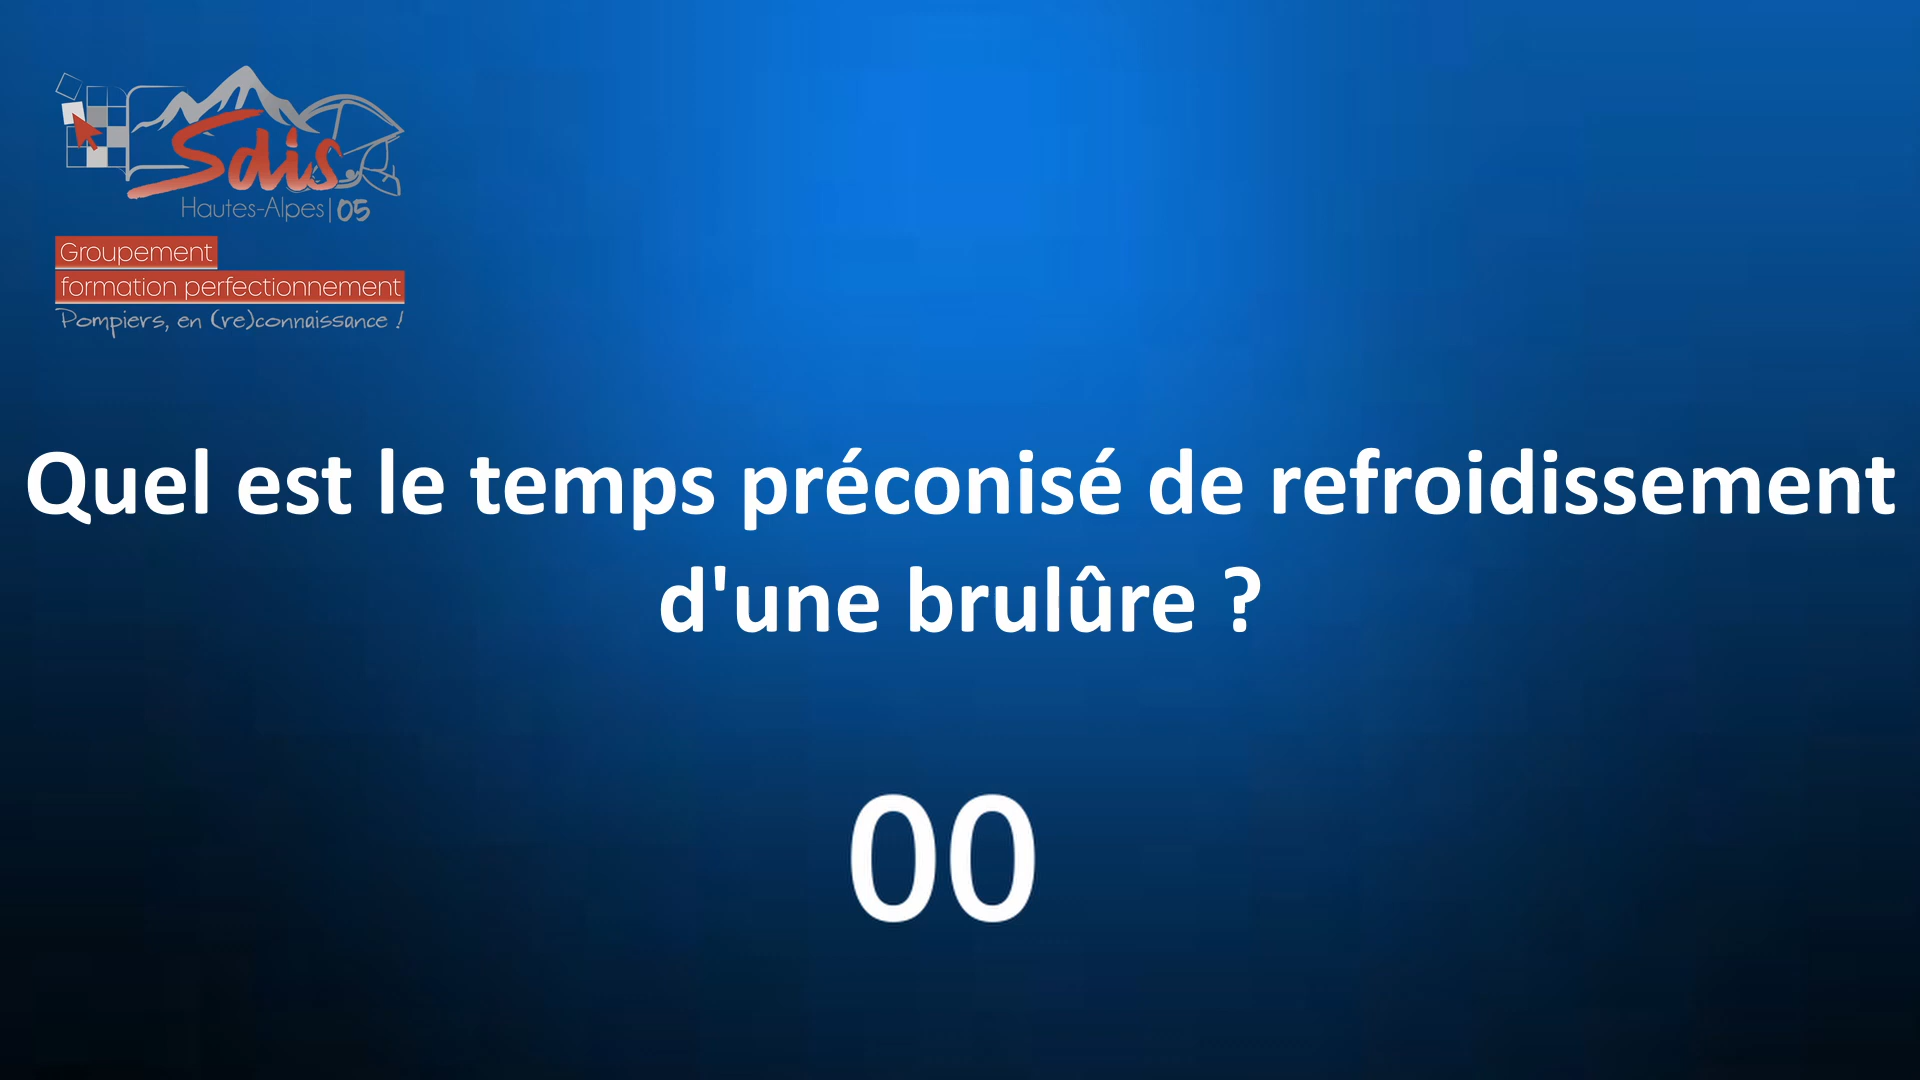 Sdis
Hautes-Alpes|05
Groupement
formation perfectionnement
Pompiers, en (re)connaissance !
Quel est le temps préconisé de refroidissement
d'une brulûre ?
00